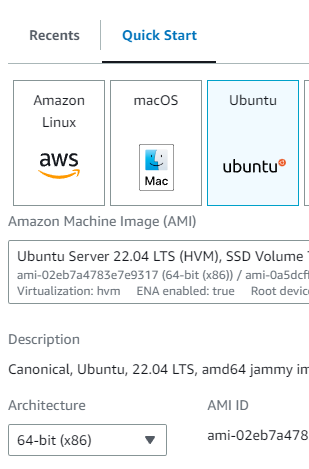 Recents
Quick Start
Amazon
Linux
aws
macOS
Mac
Ubuntu
ubuntu
Amazon Machine Image (AMI)
Ubuntu Server 22.04 LTS (HVM), SSD Volume
ami-02eb7a4783e7e9317 (64-bit (x86)) / ami-0a5dcf
Virtualization: hvm ENA enabled: true Root device
Description
Canonical, Ubuntu, 22.04 LTS, amd64 jammy im
Architecture
AMI ID
64-bit (x86)
ami-02eb7a478